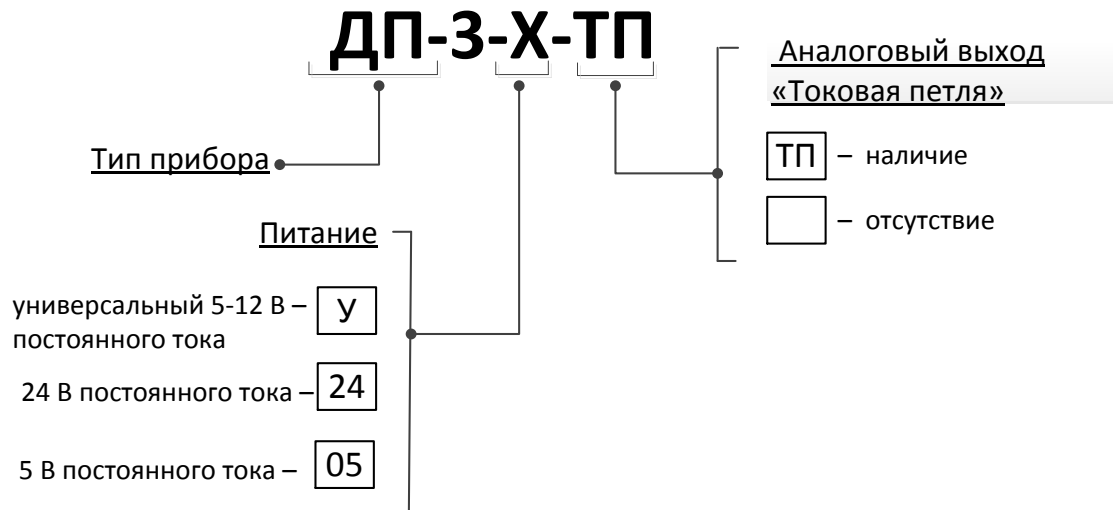 ДП-3-Х-ТП
Аналоговый выход
«Токовая петля»
ТП – наличие
– отсутствие
Тип прибора
Питание
универсальный 5-12 В – У
постоянного тока
24 В постоянного тока – 24
5 В постоянного тока – 05